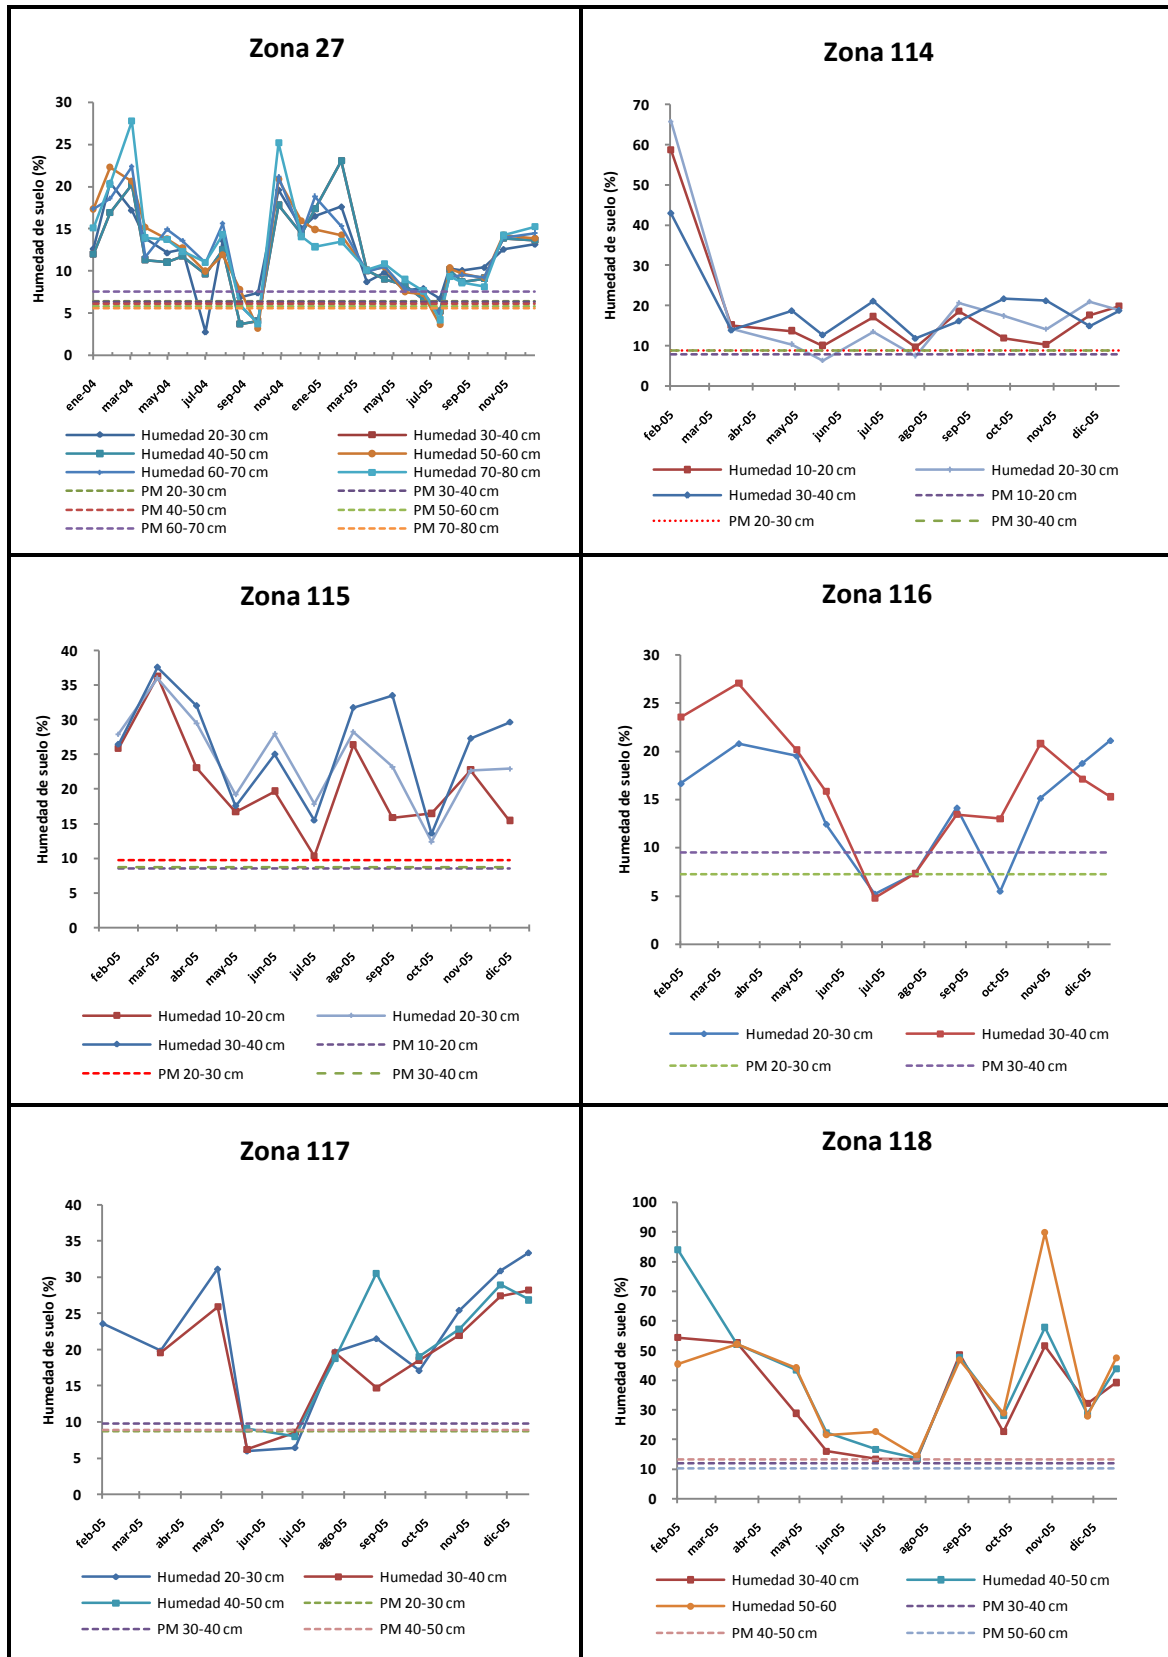 Zona 27
Humedad de suelo (%)
30
25
20
15
10
5
0
ene-04
mar-04
may-04
jul-04
sep-04
nov-04
ene-05
mar-05
may-05
jul-05
sep-05
nov-05
Humedad 20-30 cm
Humedad 30-40 cm
Humedad 40-50 cm
Humedad 50-60 cm
Humedad 60-70 cm
Humedad 70-80 cm
PM 20-30 cm
PM 30-40 cm
PM 40-50 cm
PM 50-60 cm
PM 60-70 cm
PM 70-80 cm
Zona 114
Humedad de suelo (%)
70
60
50
40
30
20
10
0
feb-05
mar-05
abr-05
may-05
jun-05
jul-05
ago-05
sep-05
oct-05
nov-05
dic-05
Humedad 10-20 cm
Humedad 20-30 cm
Humedad 30-40 cm
PM 10-20 cm
PM 20-30 cm
PM 30-40 cm
Zona 115
Humedad de suelo (%)
40
35
30
25
20
15
10
5
0
feb-05
mar-05
abr-05
may-05
jun-05
jul-05
ago-05
sep-05
oct-05
nov-05
dic-05
Humedad 10-20 cm
Humedad 20-30 cm
Humedad 30-40 cm
PM 10-20 cm
PM 20-30 cm
PM 30-40 cm
Zona 116
Humedad de suelo (%)
30
25
20
15
10
5
0
feb-05
mar-05
abr-05
may-05
jun-05
jul-05
ago-05
sep-05
oct-05
nov-05
dic-05
Humedad 20-30 cm
Humedad 30-40 cm
PM 20-30 cm
PM 30-40 cm
Zona 117
Humedad de suelo (%)
40
35
30
25
20
15
10
5
0
feb-05
mar-05
abr-05
may-05
jun-05
jul-05
ago-05
sep-05
oct-05
nov-05
dic-05
Humedad 20-30 cm
Humedad 30-40 cm
Humedad 40-50 cm
PM 20-30 cm
PM 30-40 cm
PM 40-50 cm
Zona 118
Humedad de suelo (%)
100
90
80
70
60
50
40
30
20
10
0
feb-05
mar-05
abr-05
may-05
jun-05
jul-05
ago-05
sep-05
oct-05
nov-05
dic-05
Humedad 30-40 cm
Humedad 40-50 cm
Humedad 50-60
PM 30-40 cm
PM 40-50 cm
PM 50-60 cm